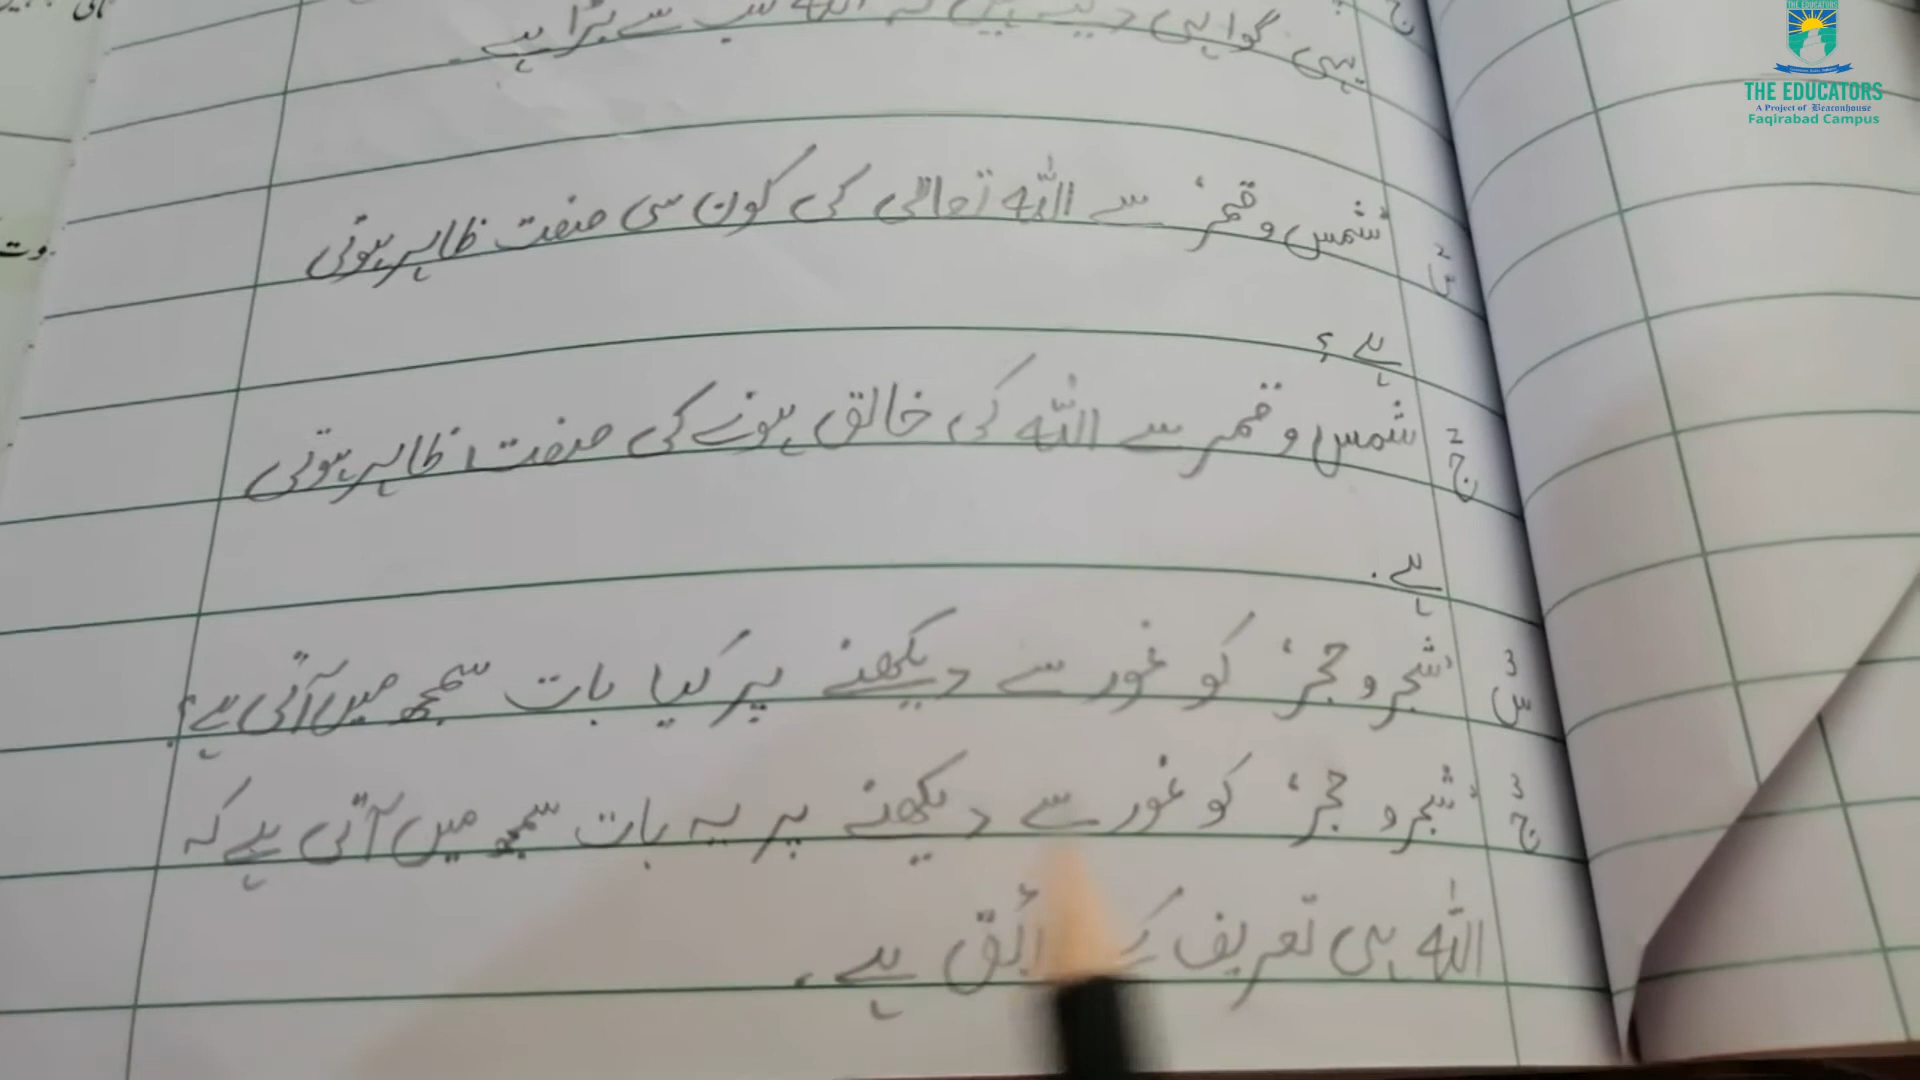 یہی گواہی دیتے ہیں کہ اللہ سب سے بڑا ہے۔
س2 'شمس و قمر' سے اللہ تعالیٰ کی کون سی صفت ظاہر ہوتی
ہے؟
ج2 شمس و قمر سے اللہ کی خالق ہونے کی صفت ظاہر ہوتی
ہے۔
س3 'شجر و حجر' کو غور سے دیکھنے پر کیا بات سمجھ میں آتی ہے؟
ج3 'شجر و حجر' کو غور سے دیکھنے پر یہ بات سمجھ میں آتی ہے کہ
اللہ ہی تعریف کے لائق ہے۔
THE EDUCATORS
A Project of Beaconhouse
Faqirabad Campus